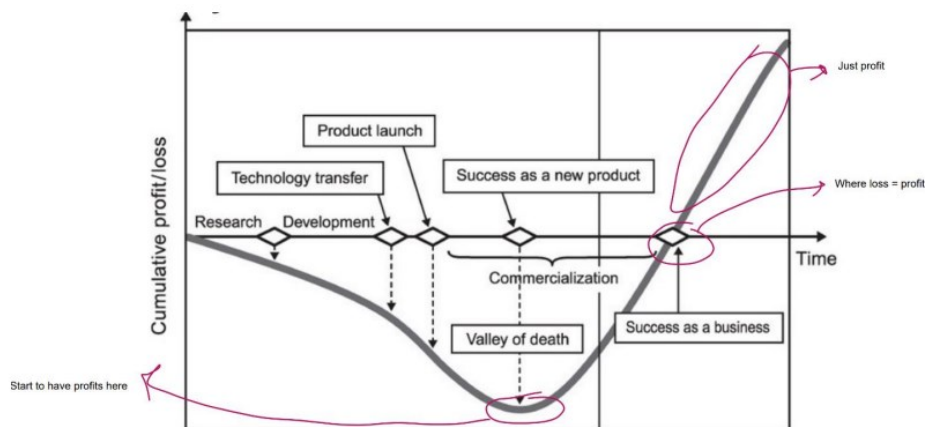 Just profit
Product launch
Technology transfer
Success as a new product
Where loss = profit
Research
Development
Cumulative profit/loss
Time
Commercialization
Valley of death
Success as a business
Start to have profits here